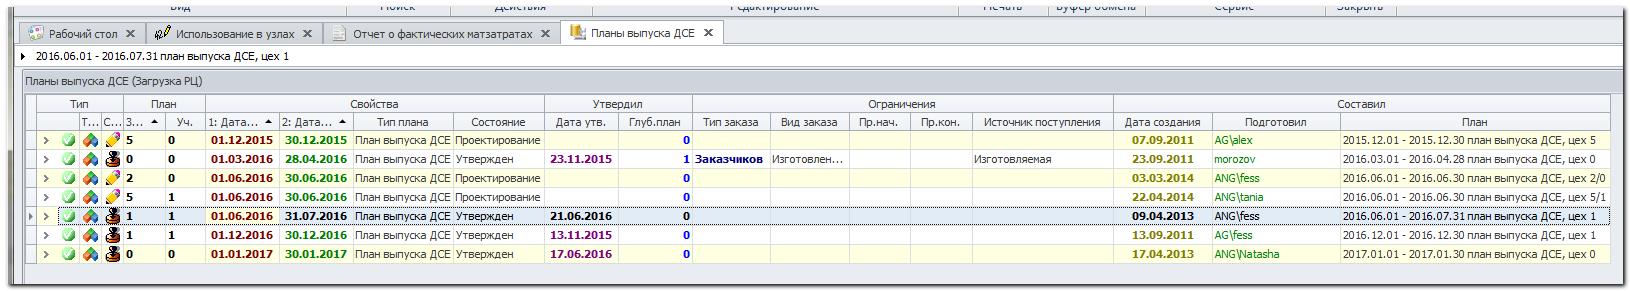 Вид Поиск Действия Редактирование Печать Буфер обмена Сервис Закрыть
Рабочий стол Использование в узлах Отчет о фактических матзатратах Планы выпуска ДСЕ
2016.06.01 - 2016.07.31 план выпуска ДСЕ, цех 1
Планы выпуска ДСЕ (Загрузка РЦ)
Тип План Свойства Утвердил Ограничения Составил
Т... С... З... Уч. 1: Дата... 2: Дата... Тип плана Состояние Дата утв. Глуб.план Тип заказа Вид заказа Пр.нач. Пр.кон. Источник поступления Дата создания Подготовил План
5 0 01.12.2015 30.12.2015 План выпуска ДСЕ Проектирование 0 07.09.2011 AG\alex 2015.12.01 - 2015.12.30 план выпуска ДСЕ, цех 5
0 0 01.03.2016 28.04.2016 План выпуска ДСЕ Утвержден 23.11.2015 1 Заказчиков Изготовлен... Изготовляемая 23.09.2011 morozov 2016.03.01 - 2016.04.28 план выпуска ДСЕ, цех 0
2 0 01.06.2016 30.06.2016 План выпуска ДСЕ Проектирование 03.03.2014 ANG\fess 2016.06.01 - 2016.06.30 план выпуска ДСЕ, цех 2/0
5 1 01.06.2016 30.06.2016 План выпуска ДСЕ Проектирование 22.04.2014 ANG\tania 2016.06.01 - 2016.06.30 план выпуска ДСЕ, цех 5/1
1 1 01.06.2016 31.07.2016 План выпуска ДСЕ Утвержден 21.06.2016 0 09.04.2013 ANG\fess 2016.06.01 - 2016.07.31 план выпуска ДСЕ, цех 1
1 1 01.12.2016 30.12.2016 План выпуска ДСЕ Утвержден 13.11.2015 0 13.09.2011 AG\fess 2016.12.01 - 2016.12.30 план выпуска ДСЕ, цех 1
0 0 01.01.2017 30.01.2017 План выпуска ДСЕ Утвержден 17.06.2016 0 17.04.2013 ANG\Natasha 2017.01.01 - 2017.01.30 план выпуска ДСЕ, цех 0